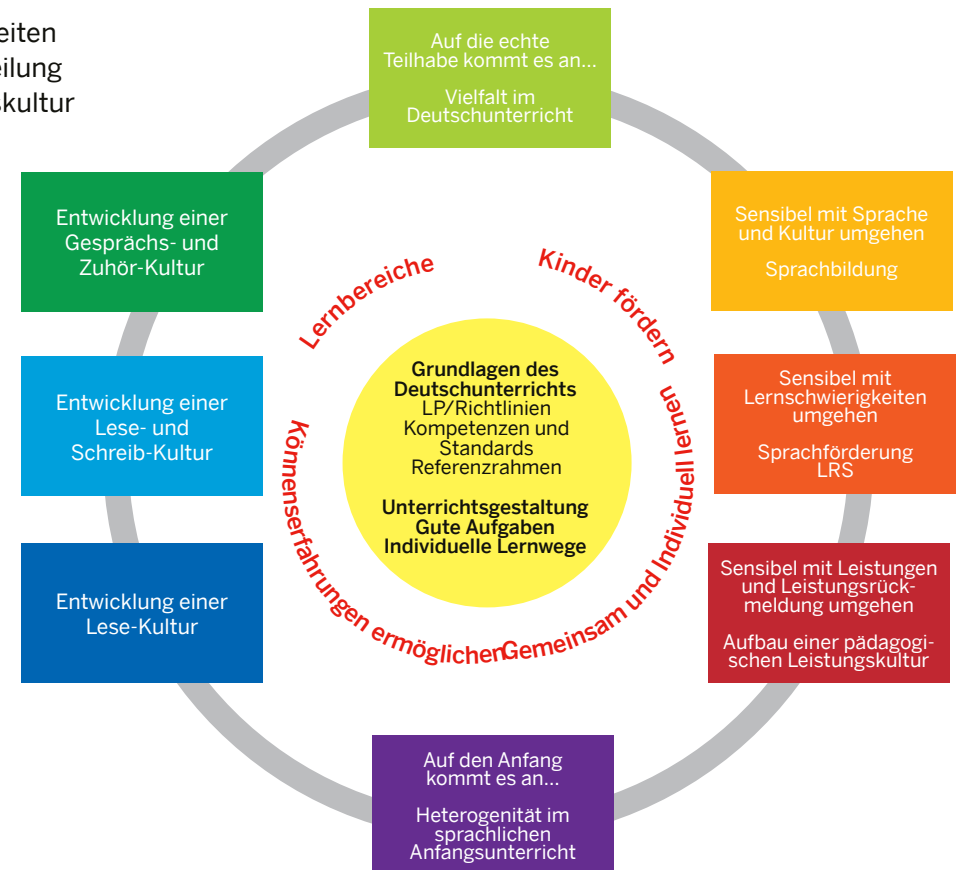 Auf die echte
Teilhabe kommt es an...
Vielfalt im
Deutschunterricht
Entwicklung einer
Gesprächs- und
Zuhör-Kultur
Sensibel mit Sprache
und Kultur umgehen
Sprachbildung
Lernbereiche
Kinder fördern
Entwicklung einer
Lese- und
Schreib-Kultur
Grundlagen des
Deutschunterrichts
LP/Richtlinien
Kompetenzen und
Standards
Referenzrahmen
Unterrichtsgestaltung
Gute Aufgaben
Individuelle Lernwege
Sensibel mit
Lernschwierigkeiten
umgehen
Sprachförderung
LRS
Könnenserfahrungen ermöglichen
Gemeinsam und Individuell lernen
Entwicklung einer
Lese-Kultur
Sensibel mit Leistungen
und Leistungsrück-
meldung umgehen
Aufbau einer pädagogi-
schen Leistungskultur
Auf den Anfang
kommt es an...
Heterogenität im
sprachlichen
Anfangsunterricht